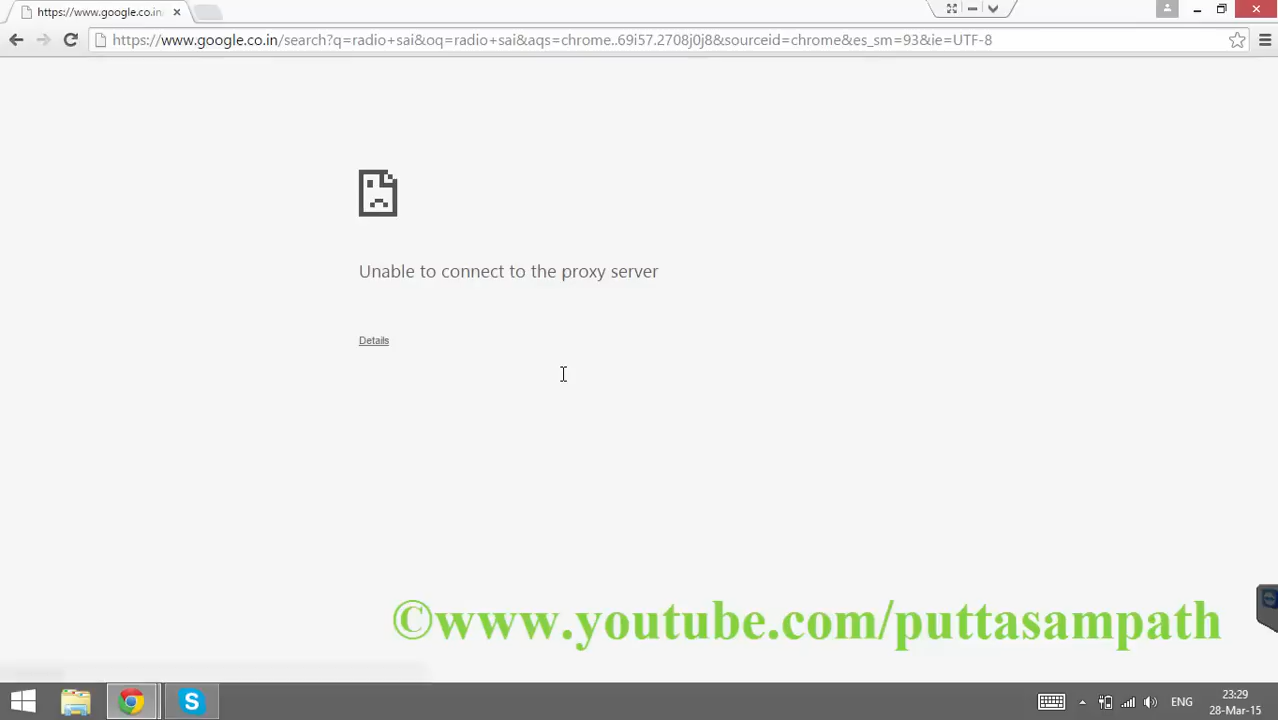 https://www.google.co.in
https://www.google.co.in/search?q=radio+sai&oq=radio+sai&aqs=chrome..69i57.2708j0j8&sourceid=chrome&es_sm=93&ie=UTF-8
Unable to connect to the proxy server
Details
©www.youtube.com/puttasampath
ENG
23:29
28-Mar-15